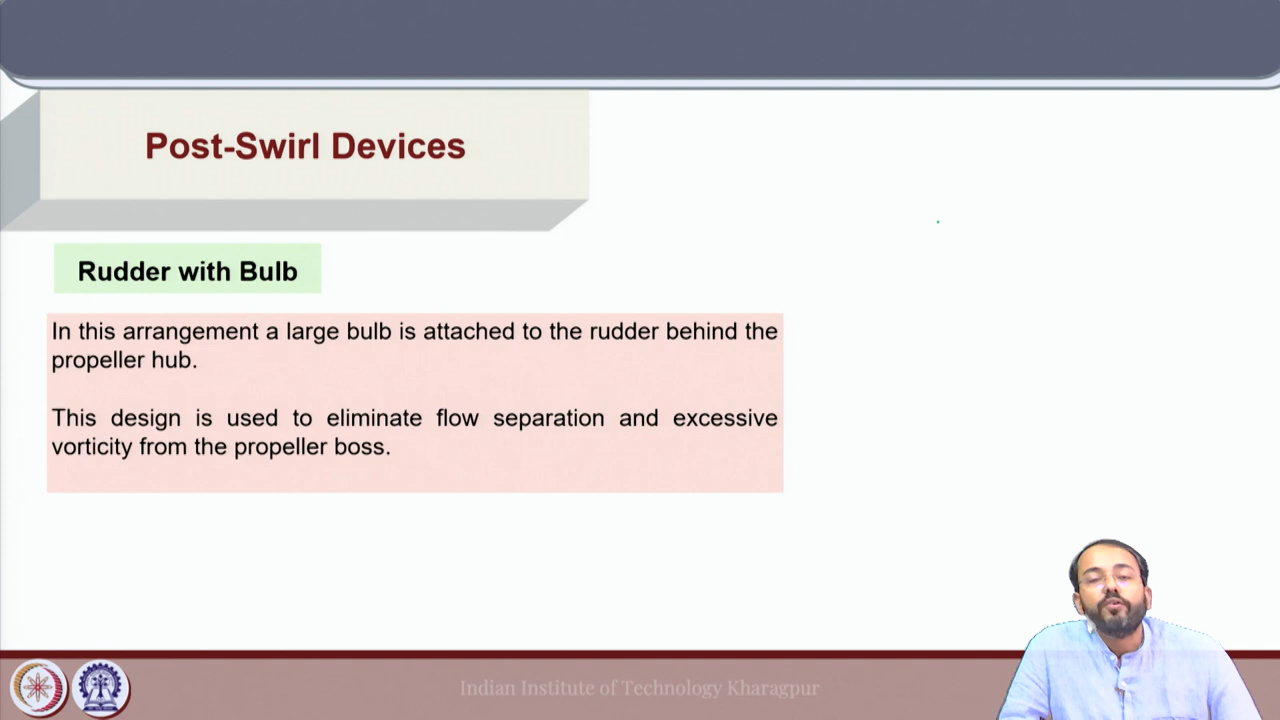 Post-Swirl Devices
Rudder with Bulb
In this arrangement a large bulb is attached to the rudder behind the
propeller hub.
This design is used to eliminate flow separation and excessive
vorticity from the propeller boss.
Indian Institute of Technology Kharagpur